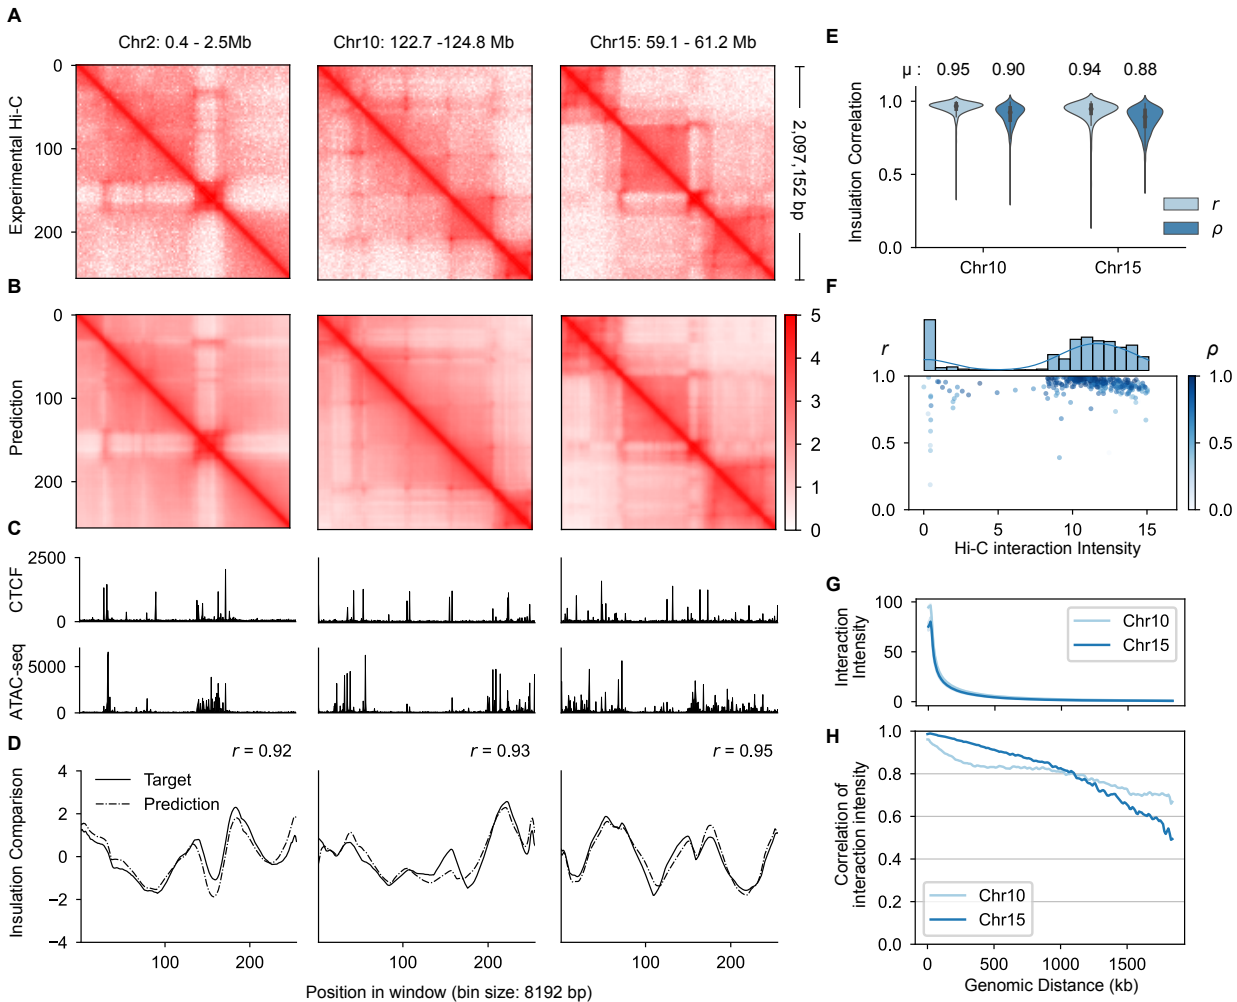 A
Chr2: 0.4 - 2.5Mb
Chr10: 122.7 -124.8 Mb
Chr15: 59.1 - 61.2 Mb
Experimental Hi-C
0
100
200
2,097,152 bp
B
Prediction
0
100
200
5
4
3
2
1
0
C
CTCF
2500
0
ATAC-seq
5000
0
D
r = 0.92
r = 0.93
r = 0.95
Insulation Comparison
4
2
0
−2
−4
Target
Prediction
100
200
100
200
100
200
Position in window (bin size: 8192 bp)
E
μ : 0.95 0.90 0.94 0.88
Insulation Correlation
1.0
0.5
0.0
r
ρ
Chr10
Chr15
F
r
ρ
1.0
0.5
0.0
1.0
0.5
0.0
0
5
10
15
Hi-C interaction Intensity
G
Interaction
Intensity
100
50
0
Chr10
Chr15
H
Correlation of
interaction intensity
1.0
0.8
0.6
0.4
0.2
0.0
Chr10
Chr15
0
500
1000
1500
Genomic Distance (kb)